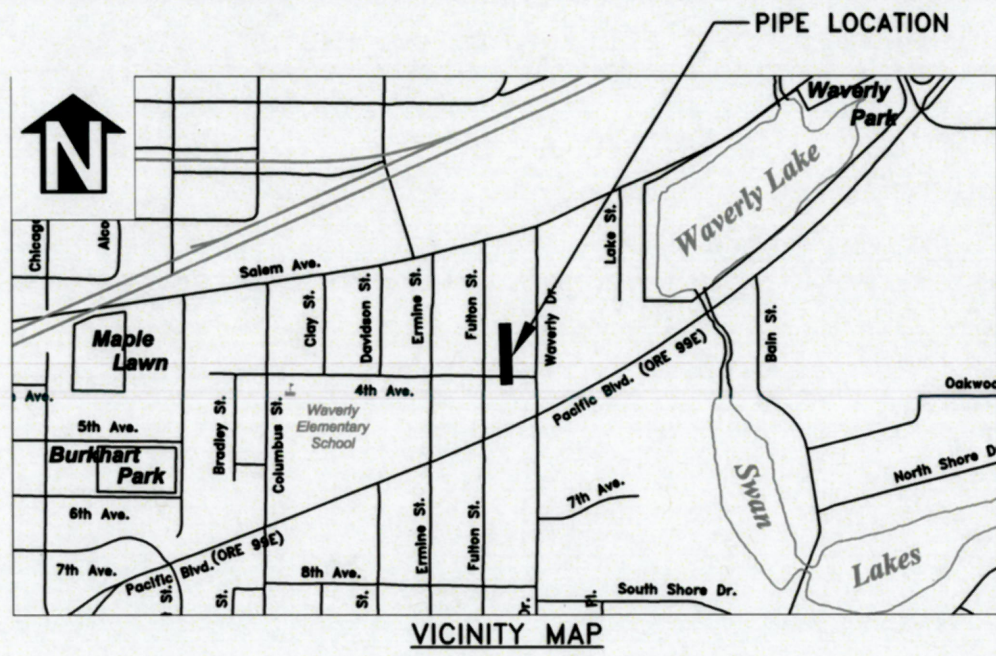 PIPE LOCATION
N
Waverly
Park
Waverly Lake
Chicago
Alco
Lake St.
Salem Ave.
Clay St.
Davidson St.
Ermine St.
Fulton St.
Waverly Dr.
Bain St.
Maple
Lawn
Pacific Blvd. (ORE 99E)
Ave.
4th Ave.
Oakwoo
5th Ave.
Bradley St.
Columbus St.
Waverly
Elementary
School
Burkhart
Park
Swan
North Shore D
7th Ave.
6th Ave.
Ermine St.
Fulton St.
Pacific Blvd. (ORE 99E)
7th Ave.
8th Ave.
Lakes
St.
St.
St.
Dr.
Pl.
South Shore Dr.
VICINITY MAP